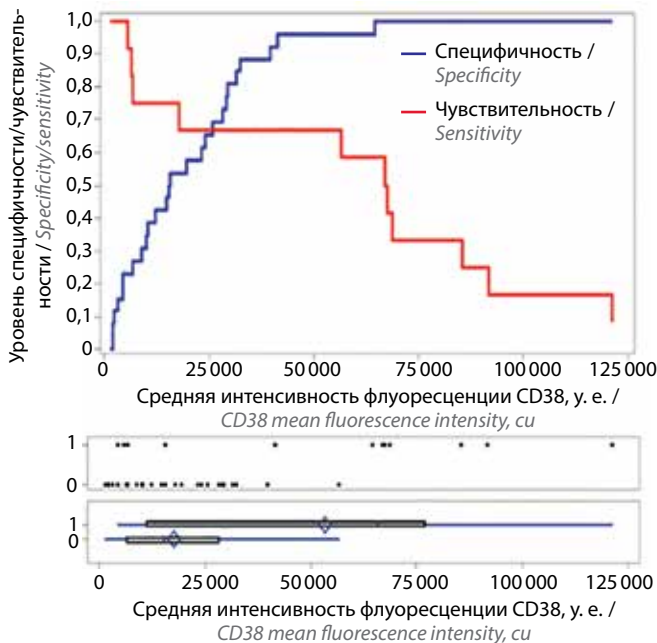 Уровень специфичности/чувствитель-
ности / Specificity/sensitivity
1,0
0,9
0,8
0,7
0,6
0,5
0,4
0,3
0,2
0,1
0
Специфичность /
Specificity
Чувствительность /
Sensitivity
0 25 000 50 000 75 000 100 000 125 000
Средняя интенсивность флуоресценции CD38, у. е. /
CD38 mean fluorescence intensity, cu
1
0
1
0
0 25 000 50 000 75 000 100 000 125 000
Средняя интенсивность флуоресценции CD38, у. е. /
CD38 mean fluorescence intensity, cu